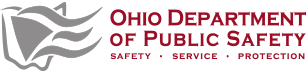 OHIO DEPARTMENT
OF PUBLIC SAFETY
SAFETY · SERVICE · PROTECTION